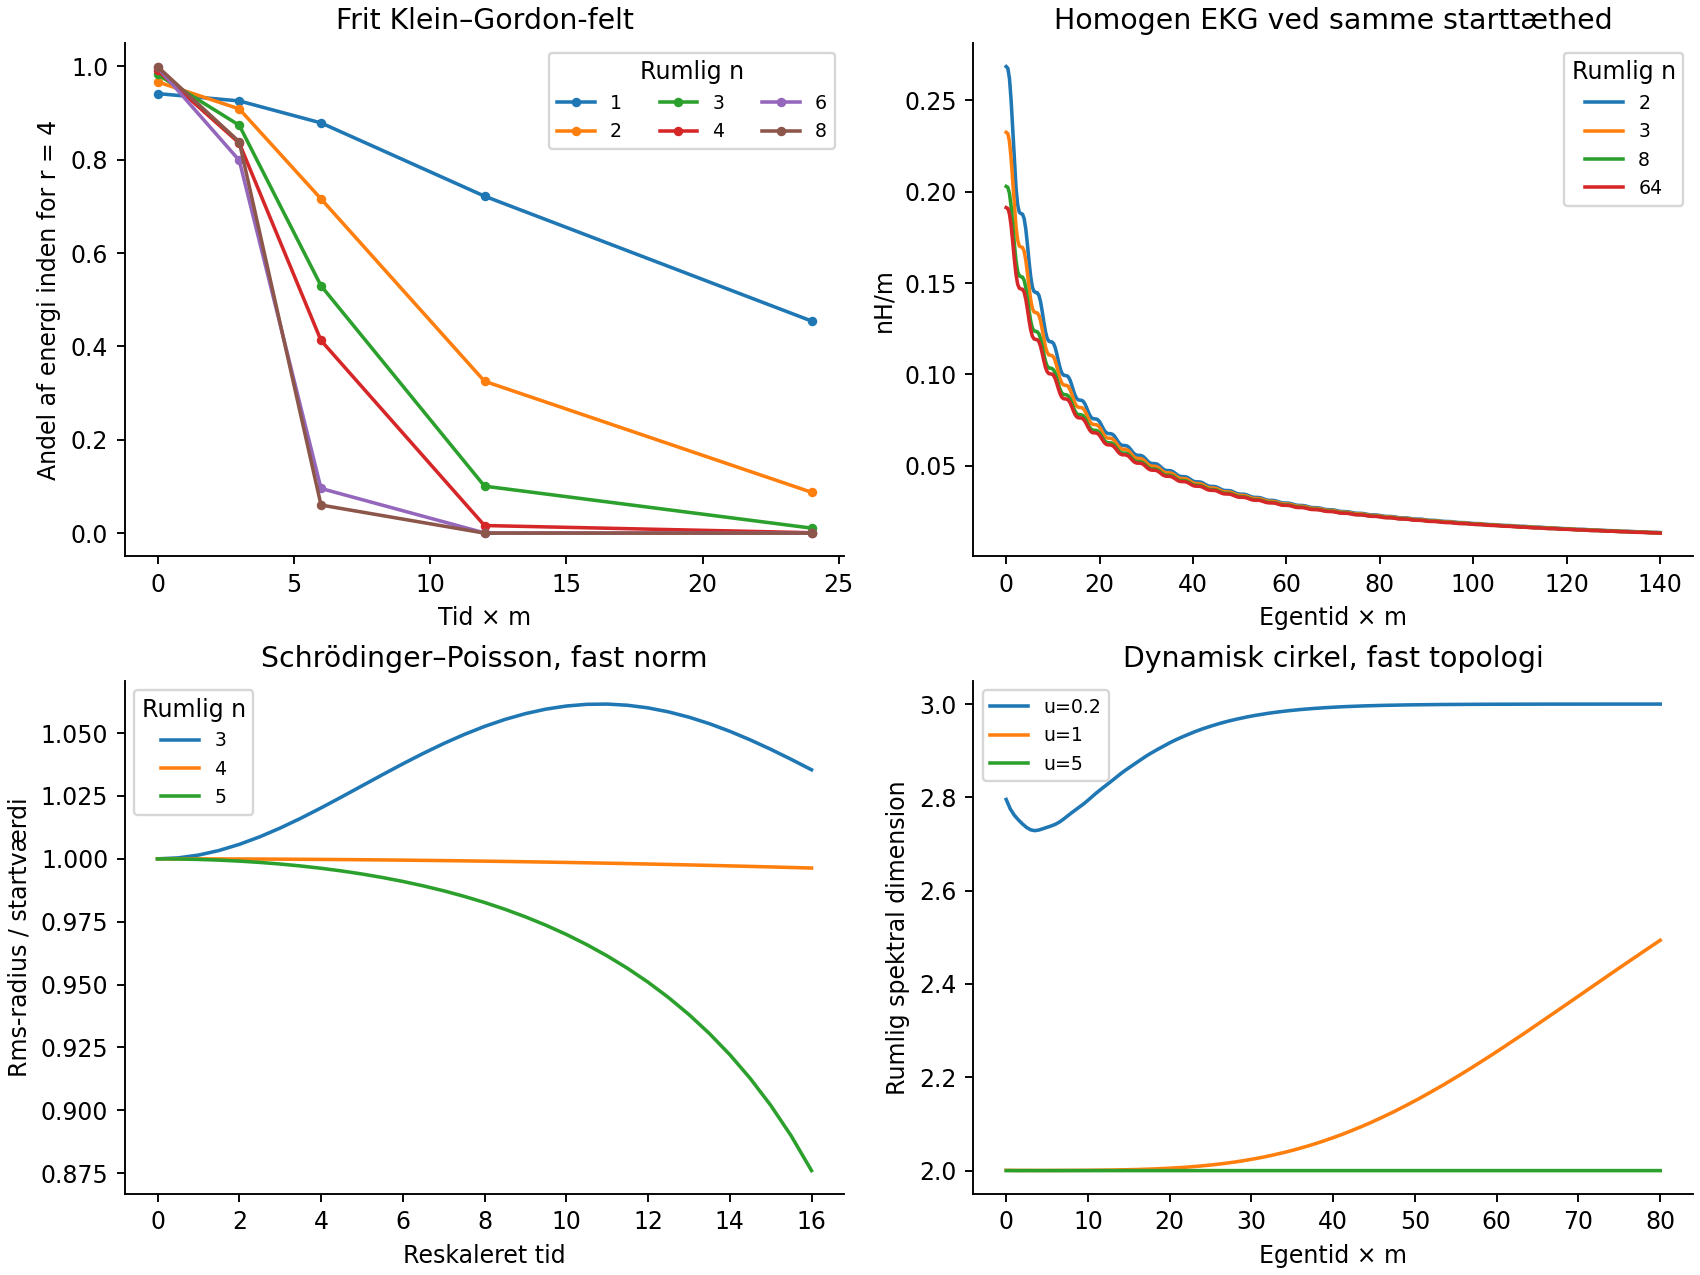 Frit Klein–Gordon-felt
Andel af energi inden for r = 4
1.0
0.8
0.6
0.4
0.2
0.0
Rumlig n
1 3 6
2 4 8
0 5 10 15 20 25
Tid × m
Homogen EKG ved samme starttæthed
nH/m
0.25
0.20
0.15
0.10
0.05
Rumlig n
2
3
8
64
0 20 40 60 80 100 120 140
Egentid × m
Schrödinger–Poisson, fast norm
Rms-radius / startværdi
1.050
1.025
1.000
0.975
0.950
0.925
0.900
0.875
Rumlig n
3
4
5
0 2 4 6 8 10 12 14 16
Reskaleret tid
Dynamisk cirkel, fast topologi
Rumlig spektral dimension
3.0
2.8
2.6
2.4
2.2
2.0
u=0.2
u=1
u=5
0 10 20 30 40 50 60 70 80
Egentid × m